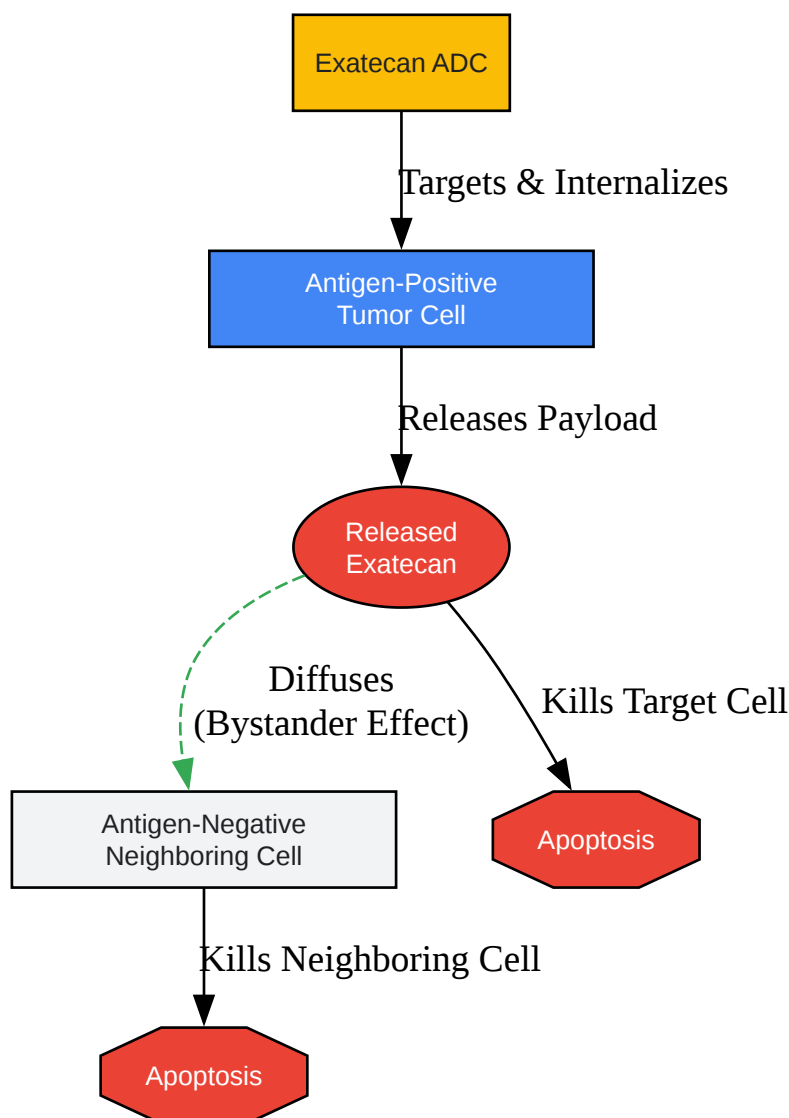 Exatecan ADC
Targets & Internalizes
Antigen-Positive
Tumor Cell
Releases Payload
Released
Exatecan
Diffuses
(Bystander Effect)
Kills Target Cell
Antigen-Negative
Neighboring Cell
Apoptosis
Kills Neighboring Cell
Apoptosis